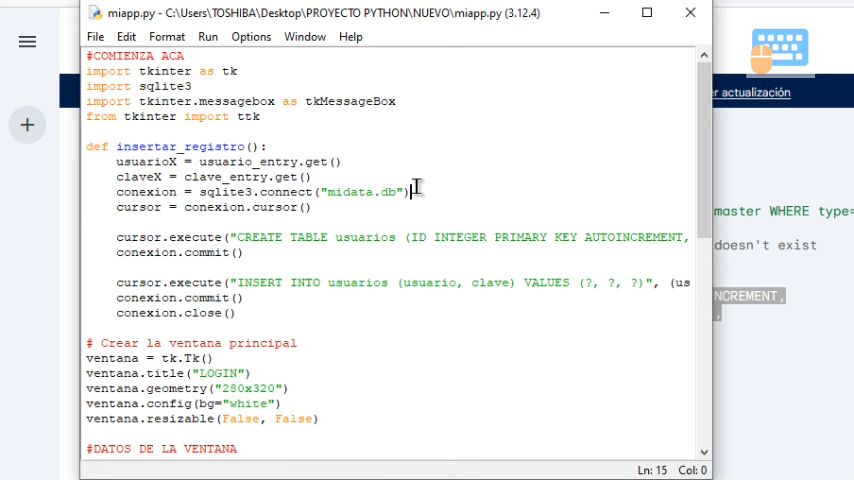 miapp.py - C:\Users\TOSHIBA\Desktop\PROYECTO PYTHON\NUEVO\miapp.py (3.12.4)
File Edit Format Run Options Window Help
#COMIENZA ACA
import tkinter as tk
import sqlite3
import tkinter.messagebox as tkMessageBox
from tkinter import ttk
def insertar_registro():
usuarioX = usuario_entry.get()
claveX = clave_entry.get()
conexion = sqlite3.connect("midata.db")
cursor = conexion.cursor()
cursor.execute("CREATE TABLE usuarios (ID INTEGER PRIMARY KEY AUTOINCREMENT,
conexion.commit()
cursor.execute("INSERT INTO usuarios (usuario, clave) VALUES (?, ?, ?)", (us
conexion.commit()
conexion.close()
# Crear la ventana principal
ventana = tk.Tk()
ventana.title("LOGIN")
ventana.geometry("280x320")
ventana.config(bg="white")
ventana.resizable(False, False)
#DATOS DE LA VENTANA
Ln: 15 Col: 0
er actualización
master WHERE type=
doesn't exist
NCREMENT,
,